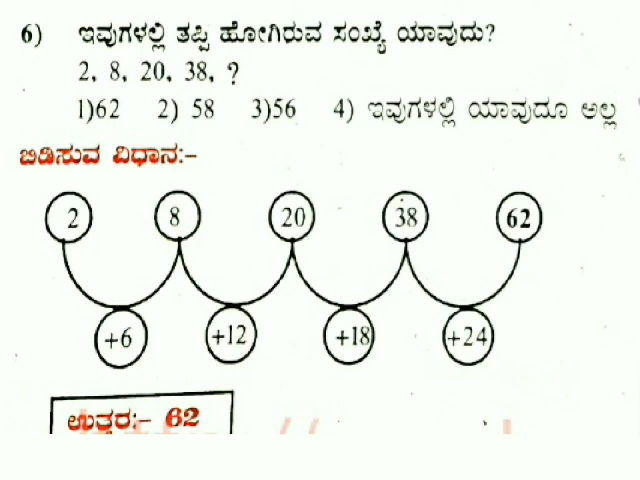 6) ಇವುಗಳಲ್ಲಿ ತಪ್ಪಿ ಹೋಗಿರುವ ಸಂಖ್ಯೆ ಯಾವುದು?
2, 8, 20, 38, ?
1)62 2) 58 3)56 4) ಇವುಗಳಲ್ಲಿ ಯಾವುದೂ ಅಲ್ಲ
ಬಿಡಿಸುವ ವಿಧಾನ:-
2 8 20 38 62
+6 +12 +18 +24
ಉತ್ತರ:- 62